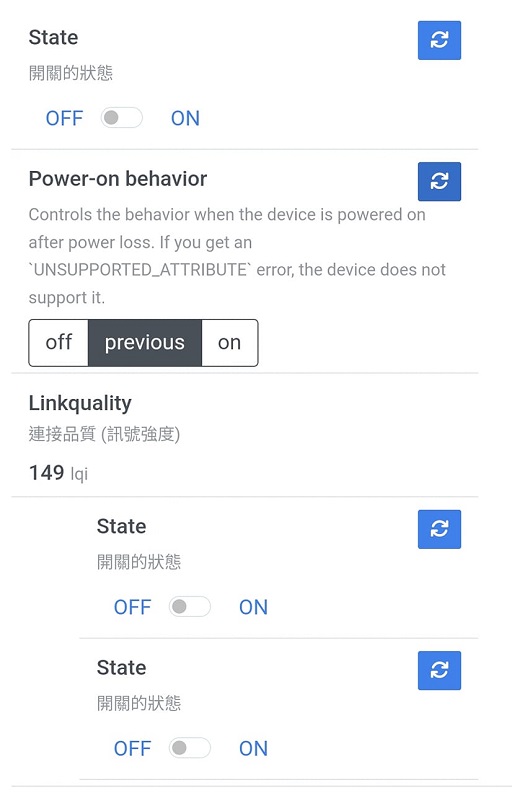 State
開關的狀態
OFF ON
Power-on behavior
Controls the behavior when the device is powered on
after power loss. If you get an
`UNSUPPORTED_ATTRIBUTE` error, the device does not
support it.
off previous on
Linkquality
連接品質 (訊號強度)
149 lqi
State
開關的狀態
OFF ON
State
開關的狀態
OFF ON